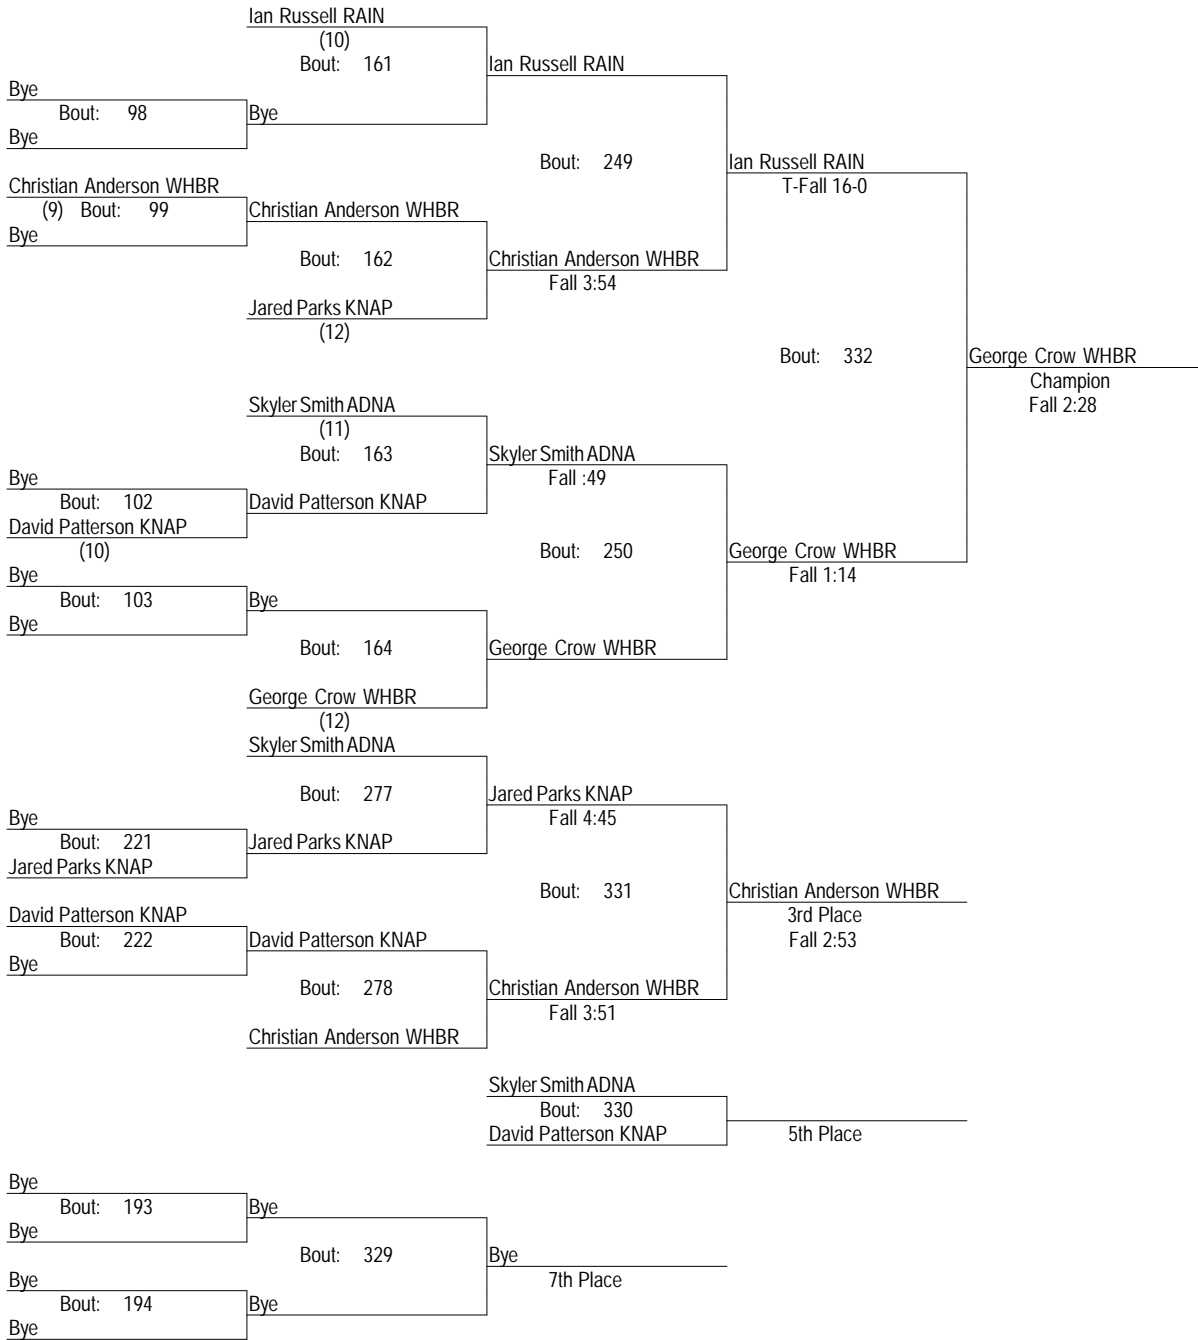 Ian Russell RAIN
(10)
Bout: 161
Ian Russell RAIN
Bye
Bout: 98
Bye
Bye
Bout: 249
Ian Russell RAIN
T-Fall 16-0
Christian Anderson WHBR
(9) Bout: 99
Christian Anderson WHBR
Bye
Bout: 162
Christian Anderson WHBR
Fall 3:54
Jared Parks KNAP
(12)
Bout: 332
George Crow WHBR
Champion
Fall 2:28
Skyler Smith ADNA
(11)
Bout: 163
Skyler Smith ADNA
Fall :49
Bye
Bout: 102
David Patterson KNAP
David Patterson KNAP
(10)
Bout: 250
George Crow WHBR
Fall 1:14
Bye
Bout: 103
Bye
Bye
Bout: 164
George Crow WHBR
George Crow WHBR
(12)
Skyler Smith ADNA
Bout: 277
Jared Parks KNAP
Fall 4:45
Bye
Bout: 221
Jared Parks KNAP
Jared Parks KNAP
Bout: 331
Christian Anderson WHBR
3rd Place
Fall 2:53
David Patterson KNAP
Bout: 222
David Patterson KNAP
Bye
Bout: 278
Christian Anderson WHBR
Fall 3:51
Christian Anderson WHBR
Skyler Smith ADNA
Bout: 330
David Patterson KNAP
5th Place
Bye
Bout: 193
Bye
Bye
Bout: 329
Bye
7th Place
Bye
Bout: 194
Bye
Bye